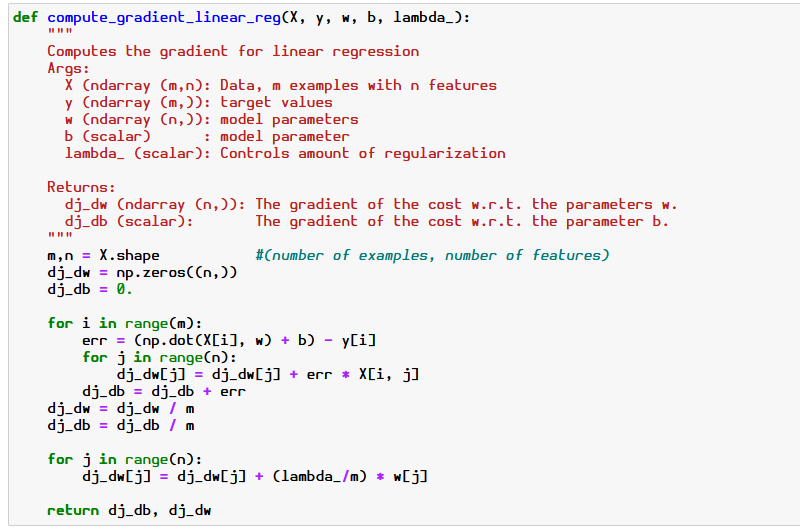 def compute_gradient_linear_reg(X, y, w, b, lambda_):
    """
    Computes the gradient for linear regression
    Args:
      X (ndarray (m,n): Data, m examples with n features
      y (ndarray (m,)): target values
      w (ndarray (n,)): model parameters
      b (scalar)      : model parameter
      lambda_ (scalar): Controls amount of regularization

    Returns:
      dj_dw (ndarray (n,)): The gradient of the cost w.r.t. the parameters w.
      dj_db (scalar):       The gradient of the cost w.r.t. the parameter b.
    """
    m,n = X.shape           #(number of examples, number of features)
    dj_dw = np.zeros((n,))
    dj_db = 0.

    for i in range(m):
        err = (np.dot(X[i], w) + b) - y[i]
        for j in range(n):
            dj_dw[j] = dj_dw[j] + err * X[i, j]
        dj_db = dj_db + err
    dj_dw = dj_dw / m
    dj_db = dj_db / m

    for j in range(n):
        dj_dw[j] = dj_dw[j] + (lambda_/m) * w[j]

    return dj_db, dj_dw